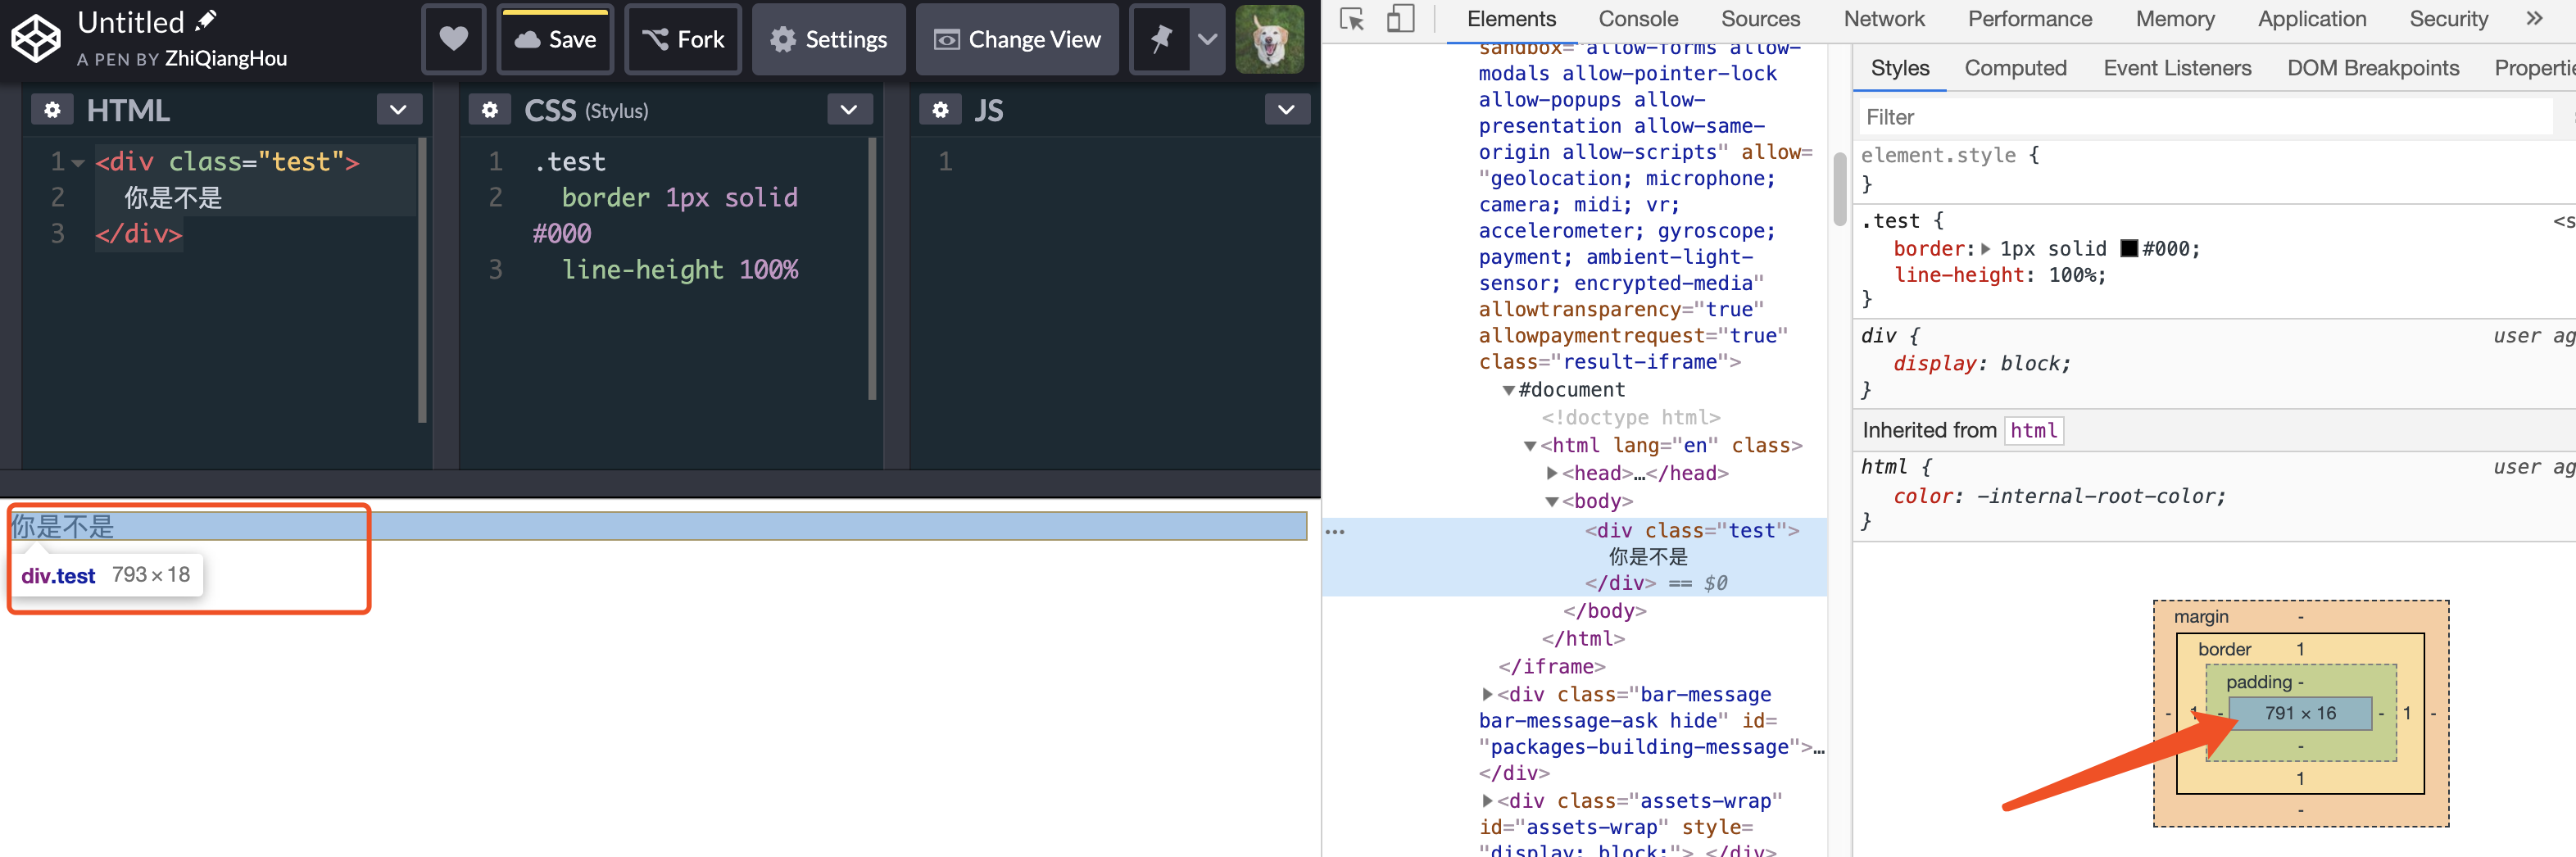 Untitled
A PEN BY ZhiQiangHou
Save
Fork
Settings
Change View
HTML
1 <div class="test">
2 你是不是
3 </div>
CSS (Stylus)
1 .test
2 border 1px solid
#000
3 line-height 100%
JS
1
你是不是
div.test 793 × 18
Elements Console Sources Network Performance Memory Application Security »
sandbox="allow-forms allow-
modals allow-pointer-lock
allow-popups allow-
presentation allow-same-
origin allow-scripts" allow=
"geolocation; microphone;
camera; midi; vr;
accelerometer; gyroscope;
payment; ambient-light-
sensor; encrypted-media"
allowtransparency="true"
allowpaymentrequest="true"
class="result-iframe">
▼#document
<!doctype html>
▼<html lang="en" class>
▶<head>…</head>
▼<body>
… <div class="test">
你是不是
</div> == $0
</body>
</html>
</iframe>
▶<div class="bar-message
bar-message-ask hide" id=
"packages-building-message">…
</div>
▶<div class="assets-wrap"
id="assets-wrap" style=
"display: block;"> </div>
Styles Computed Event Listeners DOM Breakpoints Propertie
Filter
element.style {
}
.test { <s
border:▶ 1px solid #000;
line-height: 100%;
}
div { user ag
display: block;
}
Inherited from html
html { user ag
color: -internal-root-color;
}
margin -
border 1
padding -
- 1 - 791 × 16 - 1 -
-
1
-